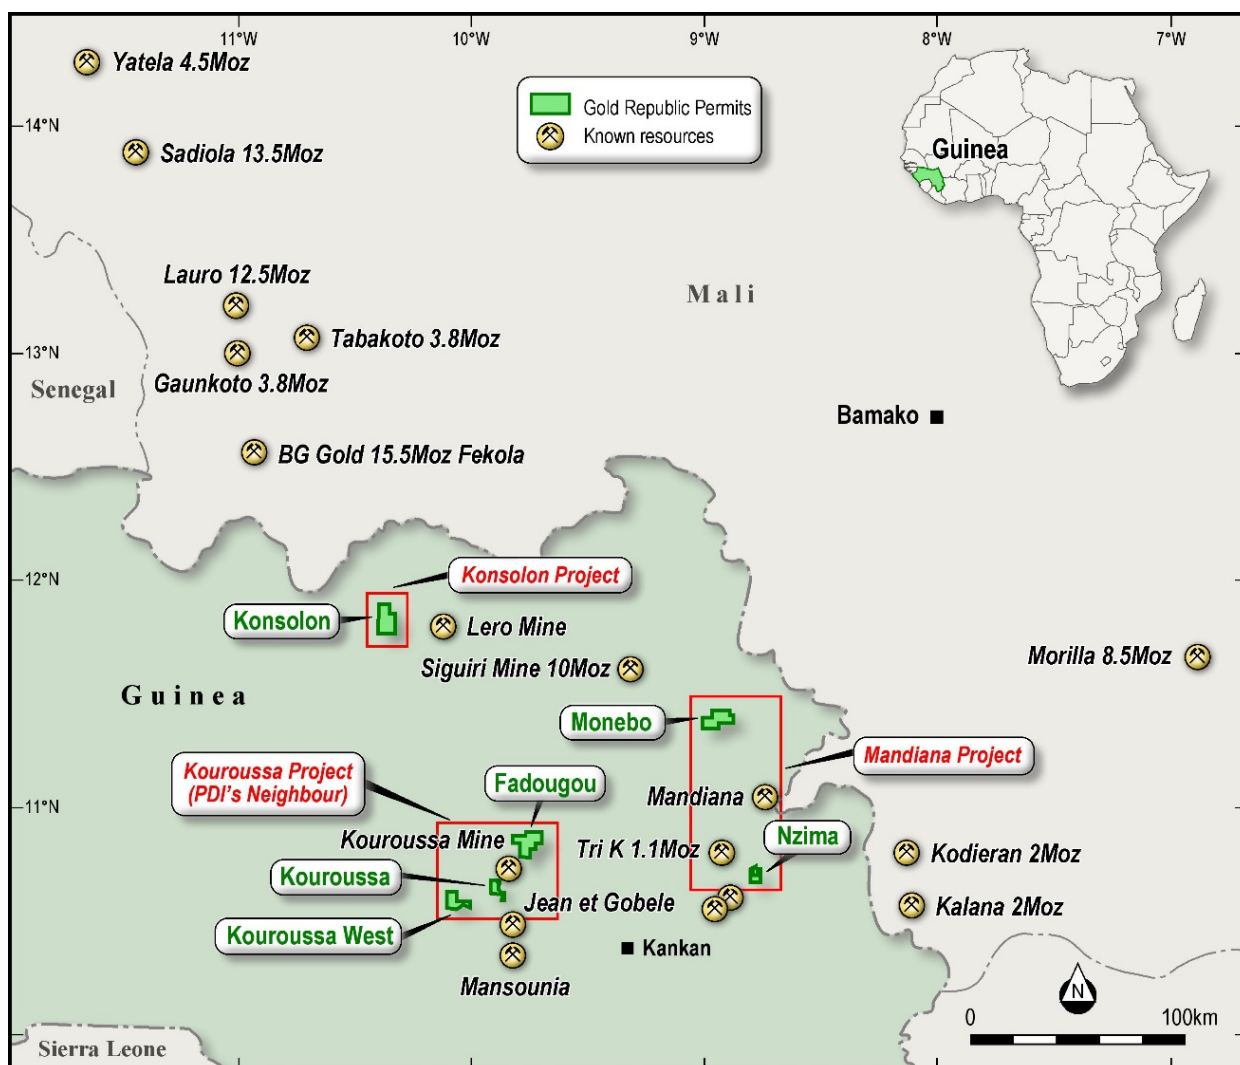 11°W
10°W
9°W
8°W
7°W
Yatela 4.5Moz
Gold Republic Permits
Known resources
Guinea
14°N
Sadiola 13.5Moz
Lauro 12.5Moz
Mali
Tabakoto 3.8Moz
13°N
Gaunkoto 3.8Moz
Senegal
Bamako
BG Gold 15.5Moz Fekola
12°N
Konsolon Project
Konsolon
Lero Mine
Siguiri Mine 10Moz
Morilla 8.5Moz
Guinea
Monebo
Mandiana Project
Kouroussa Project
(PDI's Neighbour)
Fadougou
Mandiana
11°N
Kouroussa Mine
Tri K 1.1Moz
Nzima
Kodieran 2Moz
Kouroussa
Jean et Gobele
Kalana 2Moz
Kouroussa West
Kankan
Mansounia
N
0
100km
Sierra Leone